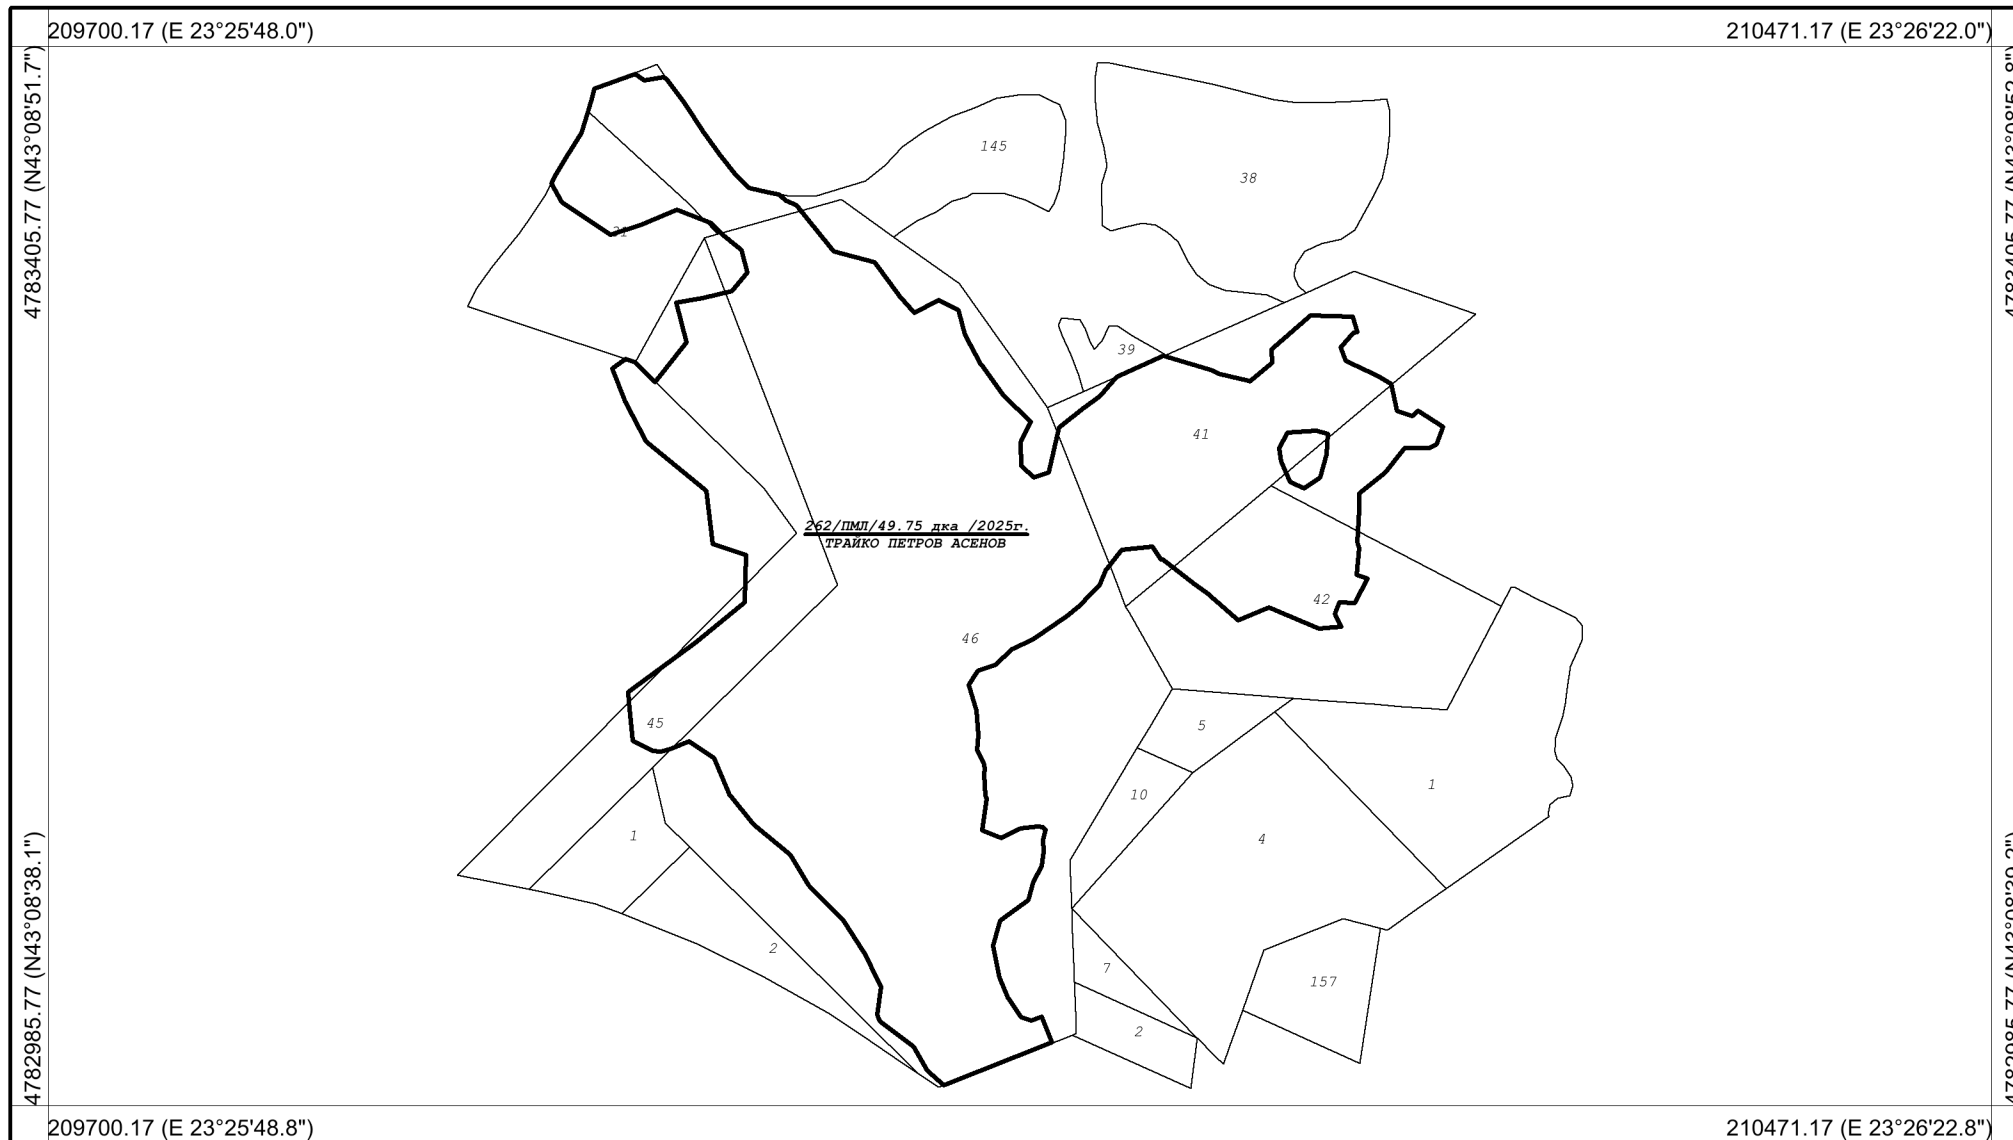 209700.17 (E 23°25'48.0")
210471.17 (E 23°26'22.0")
4783405.77 (N43°08'51.7")
145
38
39
41
262/ПМЛ/49.75 дка /2025г.
ТРАЙКО ПЕТРОВ АСЕНОВ
42
46
45
5
10
1
1
4
2
7
157
2
4782985.77 (N43°08'38.1")
209700.17 (E 23°25'48.8")
210471.17 (E 23°26'22.8")